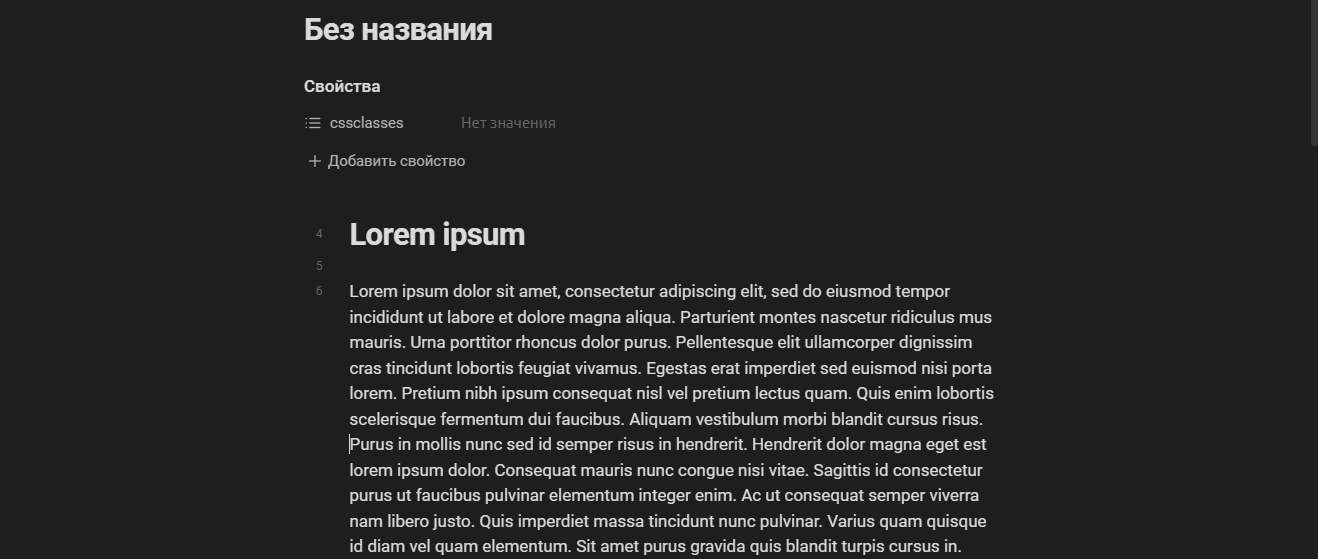 Без названия
Свойства
cssclasses Нет значения
Добавить свойство
4 Lorem ipsum
5
6 Lorem ipsum dolor sit amet, consectetur adipiscing elit, sed do eiusmod tempor
incididunt ut labore et dolore magna aliqua. Parturient montes nascetur ridiculus mus
mauris. Urna porttitor rhoncus dolor purus. Pellentesque elit ullamcorper dignissim
cras tincidunt lobortis feugiat vivamus. Egestas erat imperdiet sed euismod nisi porta
lorem. Pretium nibh ipsum consequat nisl vel pretium lectus quam. Quis enim lobortis
scelerisque fermentum dui faucibus. Aliquam vestibulum morbi blandit cursus risus.
Purus in mollis nunc sed id semper risus in hendrerit. Hendrerit dolor magna eget est
lorem ipsum dolor. Consequat mauris nunc congue nisi vitae. Sagittis id consectetur
purus ut faucibus pulvinar elementum integer enim. Ac ut consequat semper viverra
nam libero justo. Quis imperdiet massa tincidunt nunc pulvinar. Varius quam quisque
id diam vel quam elementum. Sit amet purus gravida quis blandit turpis cursus in.